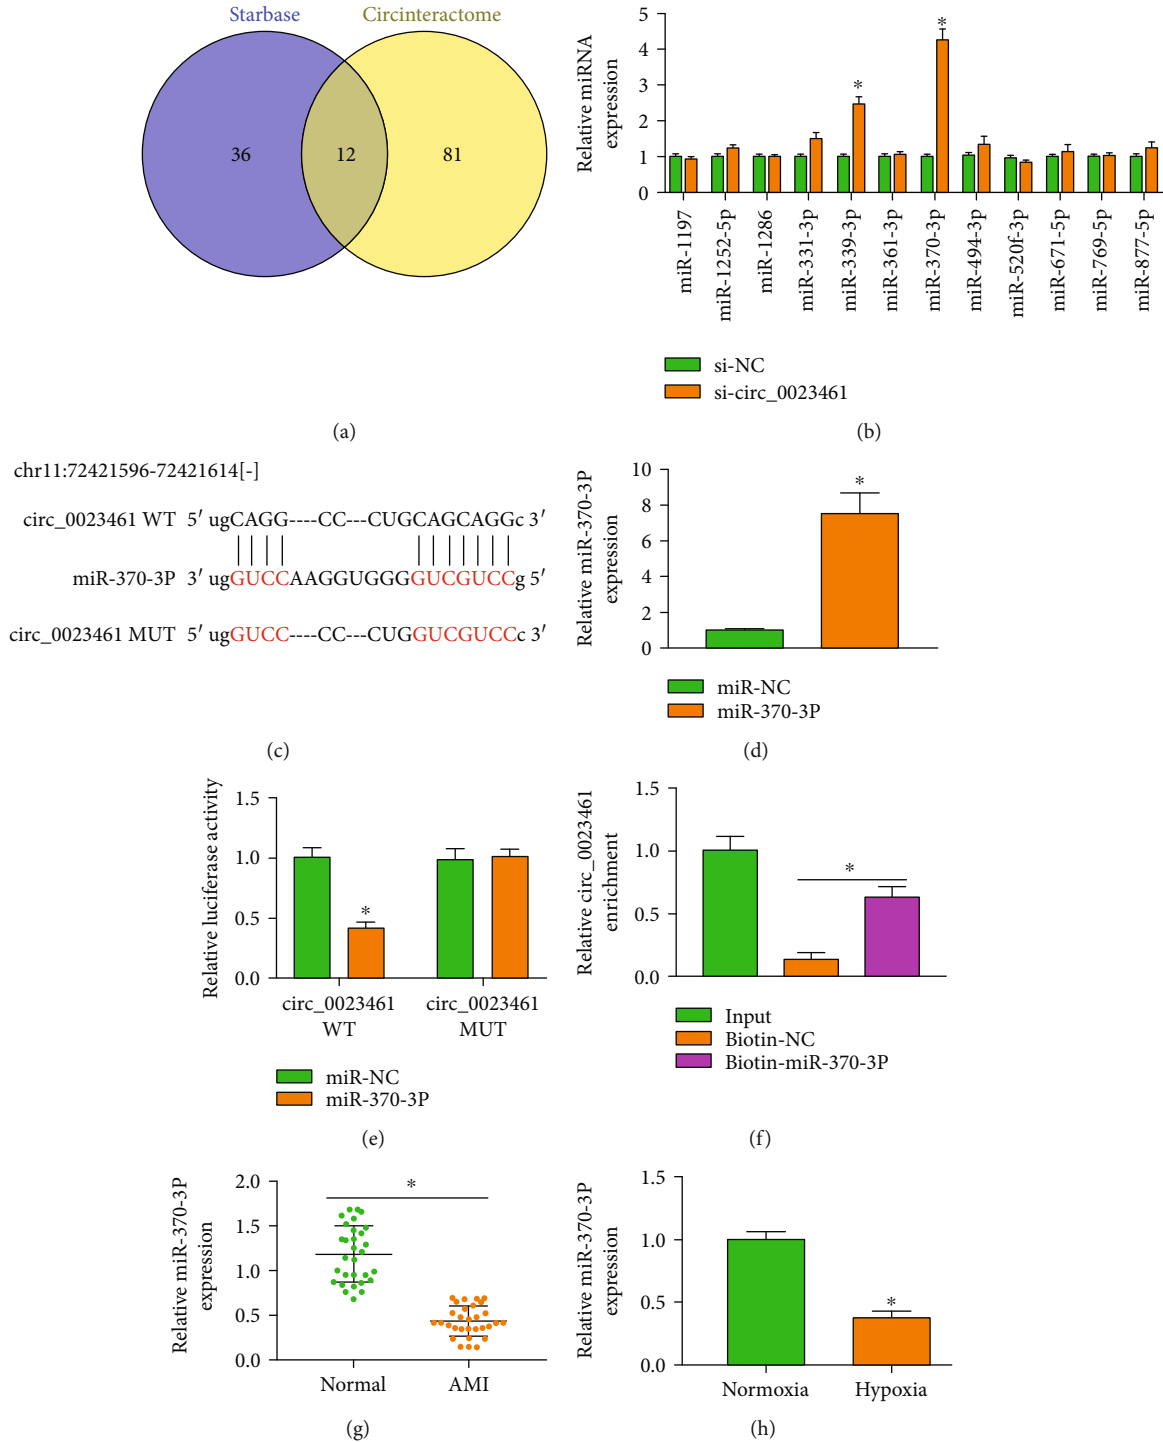 Starbase
Circinteractome
36
12
81
(a)
Relative miRNA
expression
5
4
3
2
1
0
*
*
miR-1197
miR-1252-5p
miR-1286
miR-331-3p
miR-339-3p
miR-361-3p
miR-370-3p
miR-494-3p
miR-520f-3p
miR-671-5p
miR-769-5p
miR-877-5p
si-NC
si-circ_0023461
(b)
chr11:72421596-72421614[-]
circ_0023461 WT 5′ ugCAGG----CC---CUGCAGCAGGc 3′
miR-370-3P 3′ ugGUCCAAGGUGGGGUCGUCCg 5′
circ_0023461 MUT 5′ ugGUCC----CC---CUGGUCGUCCc 3′
(c)
Relative miR-370-3P
expression
10
8
6
4
2
0
*
miR-NC
miR-370-3P
(d)
Relative luciferase activity
1.5
1.0
0.5
0.0
*
circ_0023461
WT
circ_0023461
MUT
miR-NC
miR-370-3P
(e)
Relative circ_0023461
enrichment
1.5
1.0
0.5
0.0
*
Input
Biotin-NC
Biotin-miR-370-3P
(f)
Relative miR-370-3P
expression
2.0
1.5
1.0
0.5
0.0
*
Normal
AMI
(g)
Relative miR-370-3P
expression
1.5
1.0
0.5
0.0
*
Normoxia
Hypoxia
(h)